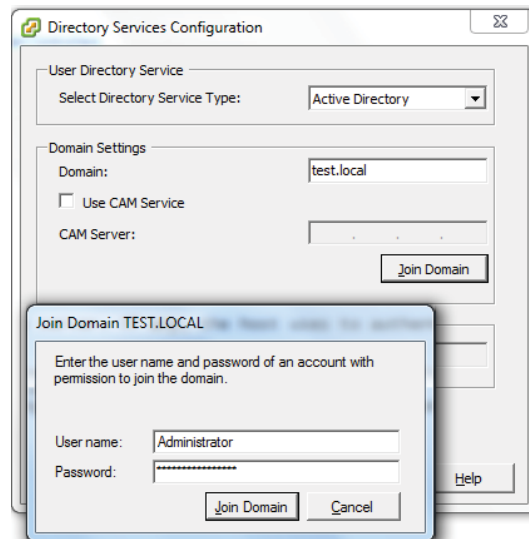 Directory Services Configuration
User Directory Service
Select Directory Service Type: Active Directory
Domain Settings
Domain: test.local
Use CAM Service
CAM Server: . . .
Join Domain
Join Domain TEST.LOCAL
Enter the user name and password of an account with
permission to join the domain.
User name: Administrator
Password: ****************
Join Domain Cancel
Help